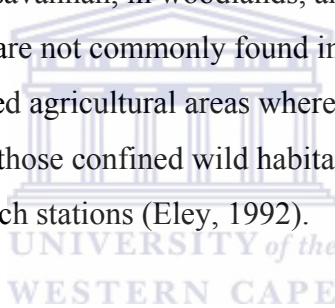 savannah, in woodlands, an
are not commonly found in
ed agricultural areas where
those confined wild habita
ch stations (Eley, 1992).
UNIVERSITY of the
WESTERN CAPE